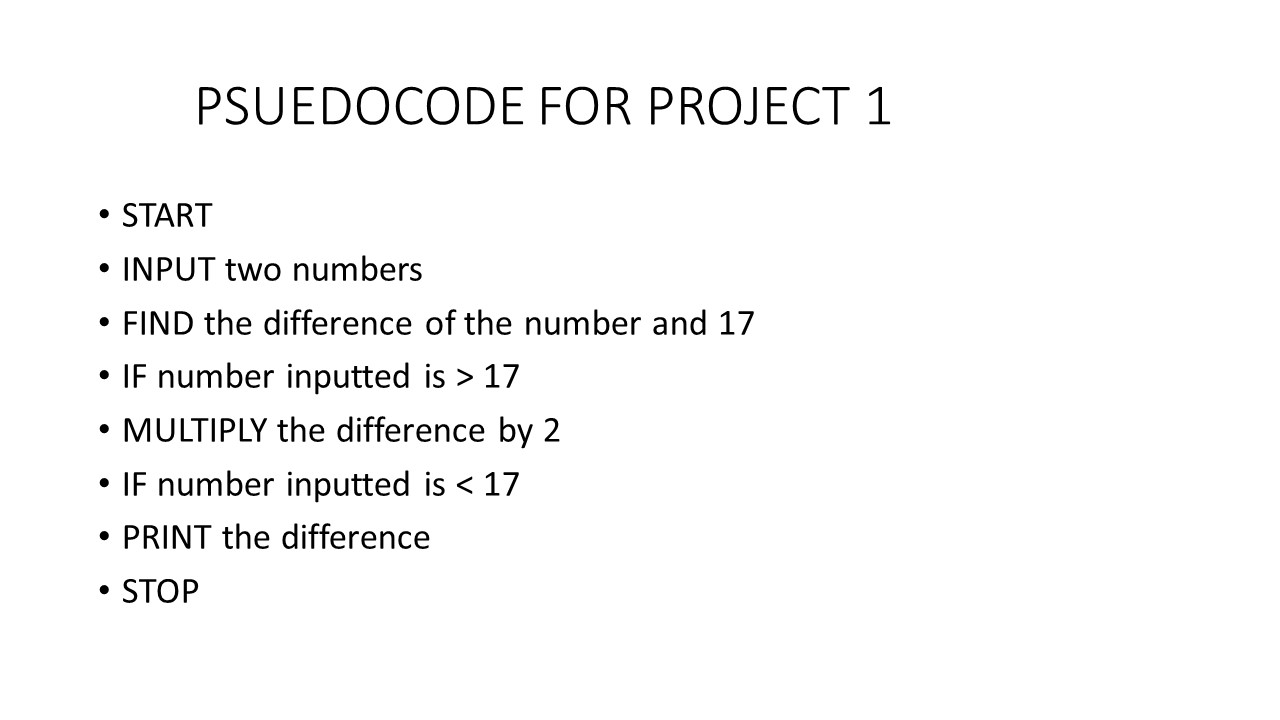 PSUEDOCODE FOR PROJECT 1
• START
• INPUT two numbers
• FIND the difference of the number and 17
• IF number inputted is > 17
• MULTIPLY the difference by 2
• IF number inputted is < 17
• PRINT the difference
• STOP